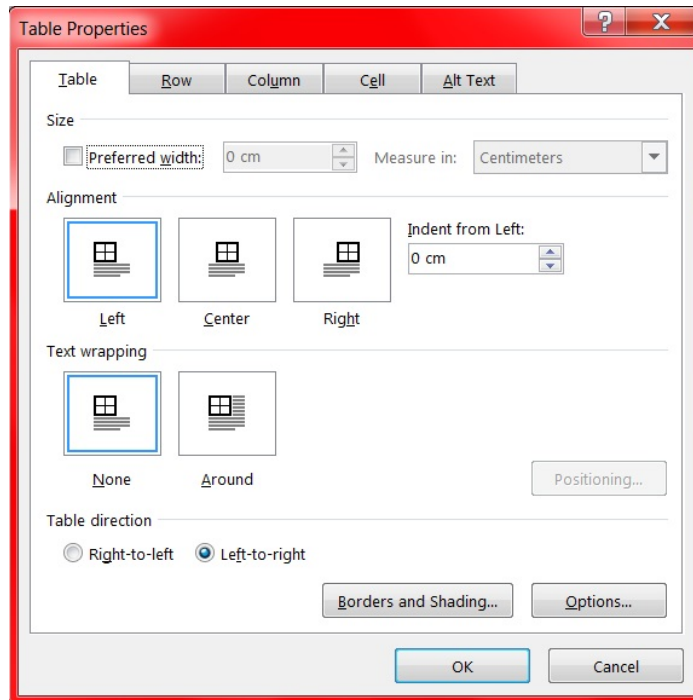 Table Properties
Table Row Column Cell Alt Text
Size
Preferred width: 0 cm Measure in: Centimeters
Alignment
Indent from Left:
0 cm
Left Center Right
Text wrapping
None Around
Positioning...
Table direction
Right-to-left Left-to-right
Borders and Shading... Options...
OK Cancel